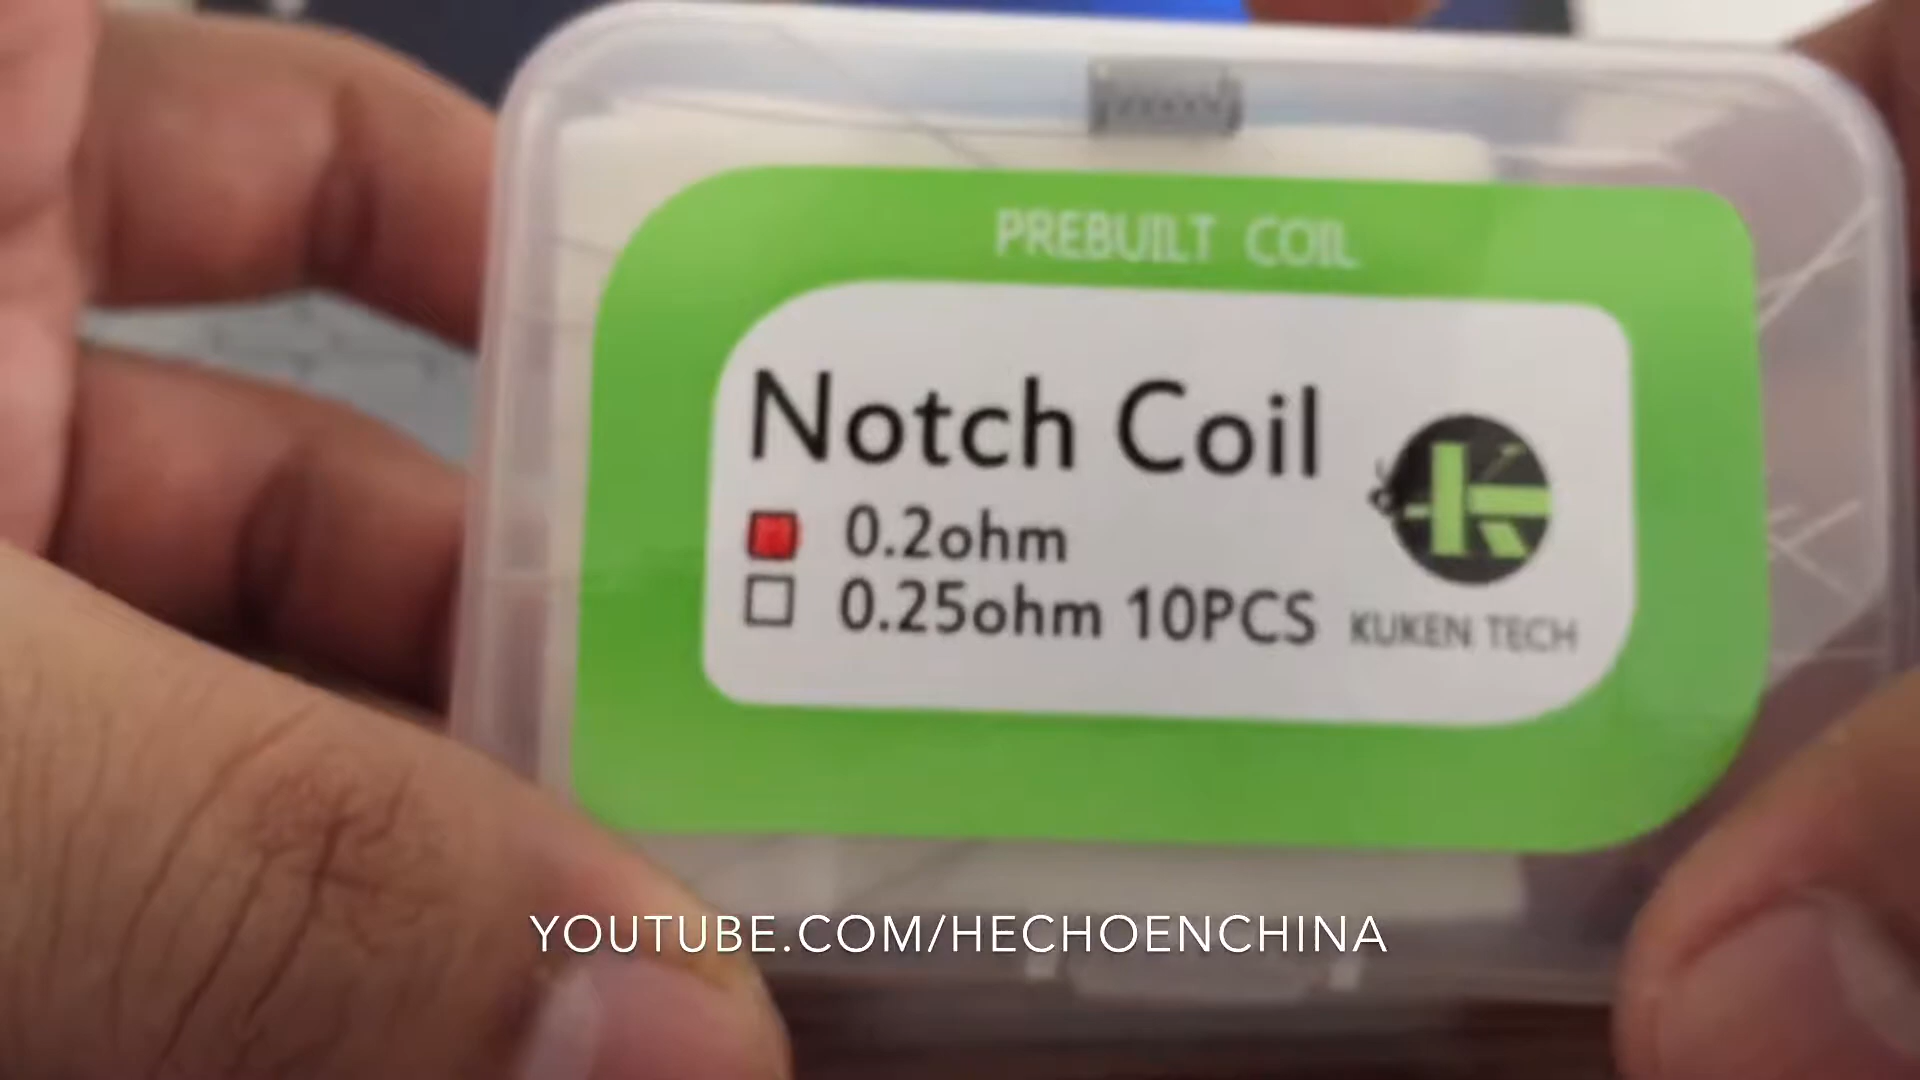 PREBUILT COIL
Notch Coil
0.2ohm
0.25ohm 10PCS
KUKEN TECH
YOUTUBE.COM/HECHOENCHINA